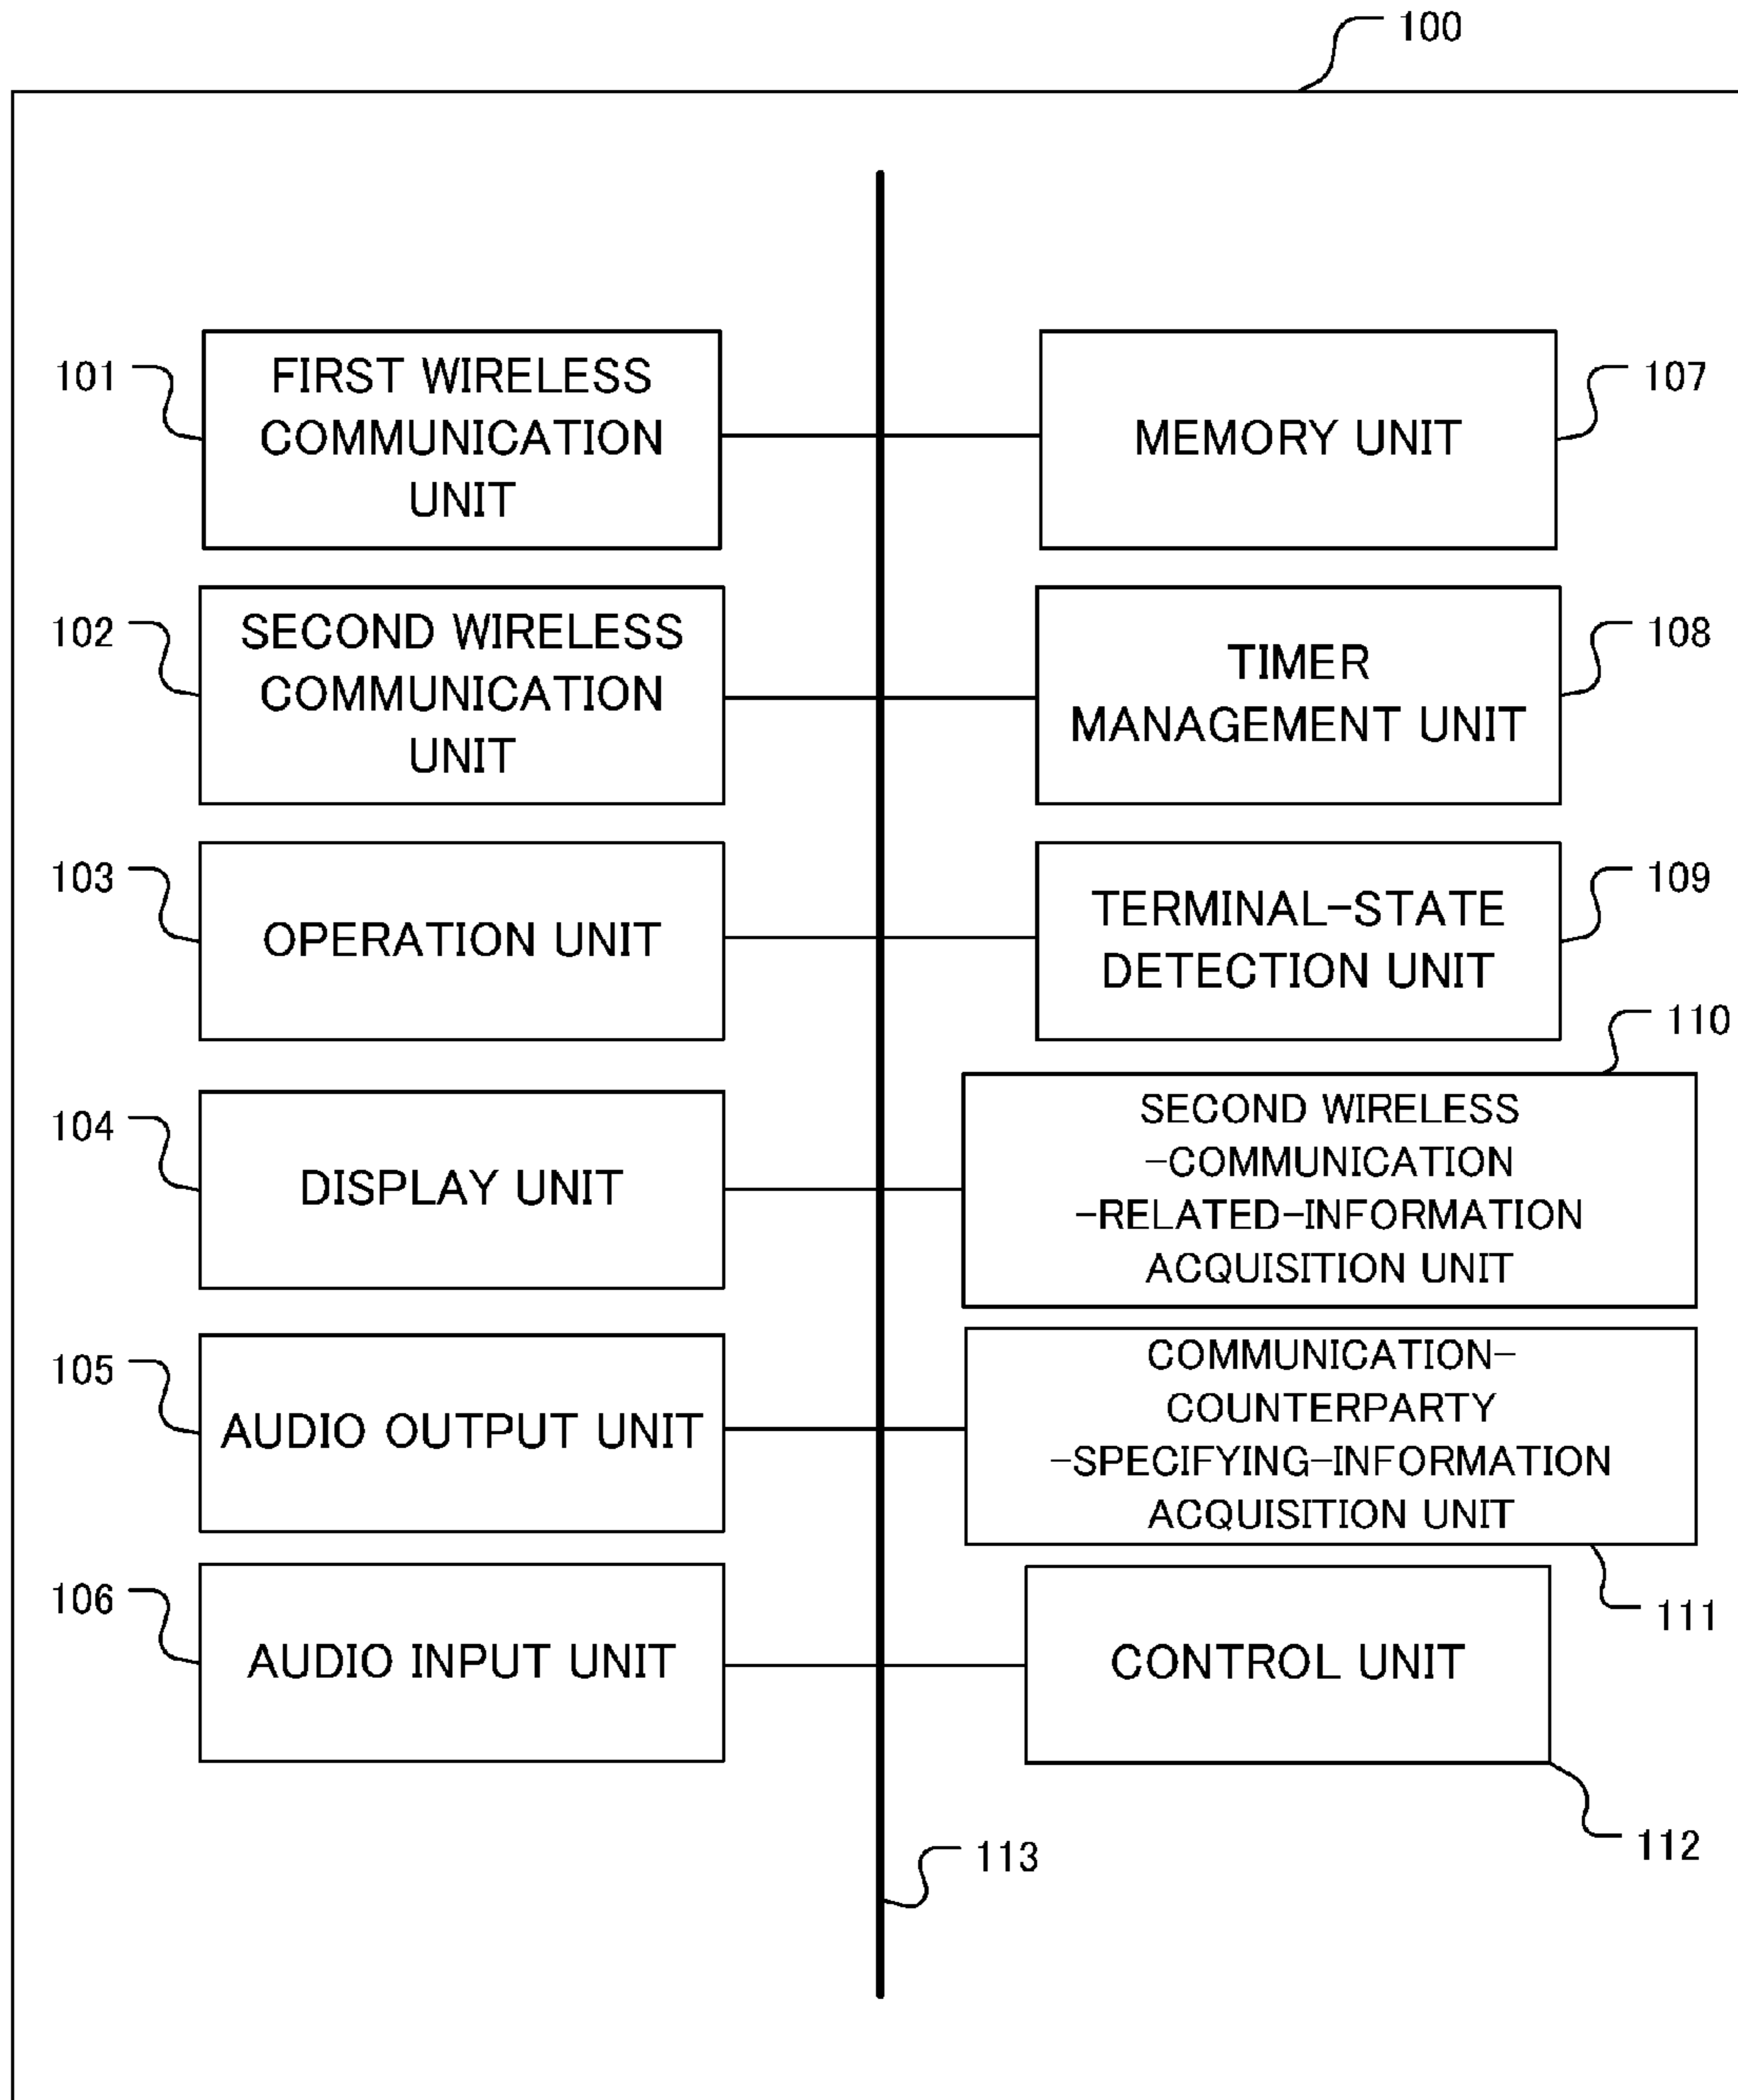 100
101
FIRST WIRELESS
COMMUNICATION
UNIT
102
SECOND WIRELESS
COMMUNICATION
UNIT
103
OPERATION UNIT
104
DISPLAY UNIT
105
AUDIO OUTPUT UNIT
106
AUDIO INPUT UNIT
107
MEMORY UNIT
108
TIMER
MANAGEMENT UNIT
109
TERMINAL-STATE
DETECTION UNIT
110
SECOND WIRELESS
-COMMUNICATION
-RELATED-INFORMATION
ACQUISITION UNIT
COMMUNICATION-
COUNTERPARTY
-SPECIFYING-INFORMATION
ACQUISITION UNIT
111
CONTROL UNIT
112
113